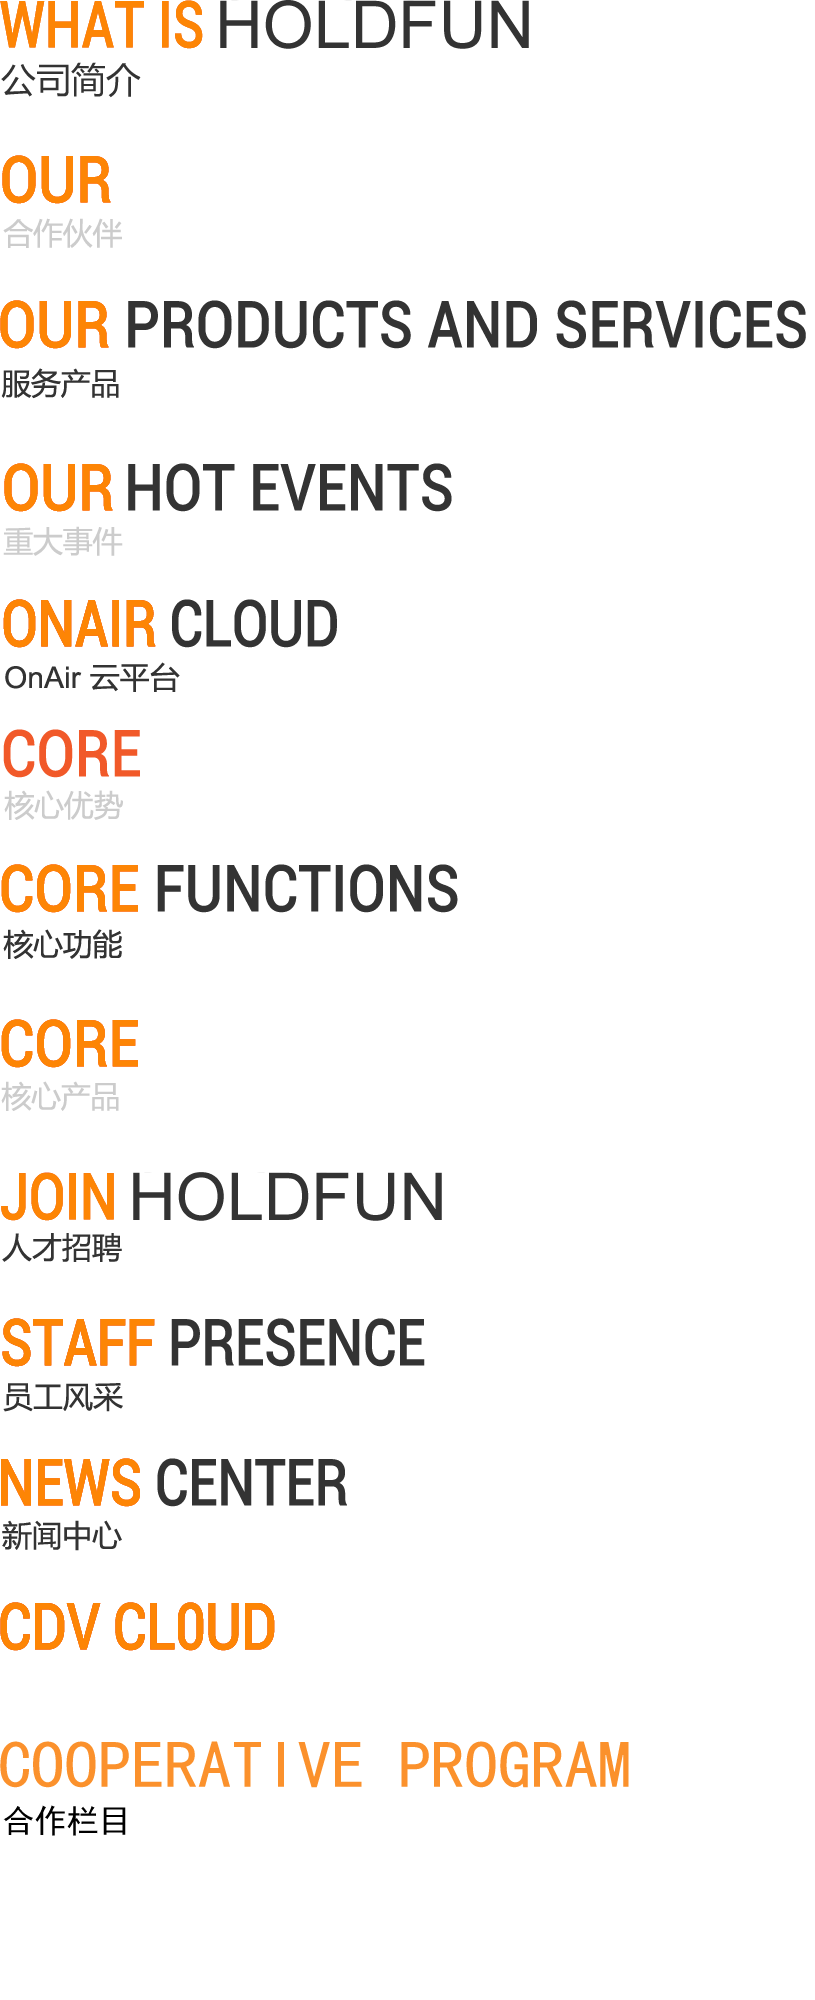 WHAT IS HOLDFUN
公司简介
OUR
合作伙伴
OUR PRODUCTS AND SERVICES
服务产品
OUR HOT EVENTS
重大事件
ONAIR CLOUD
OnAir 云平台
CORE
核心优势
CORE FUNCTIONS
核心功能
CORE
核心产品
JOIN HOLDFUN
人才招聘
STAFF PRESENCE
员工风采
NEWS CENTER
新闻中心
CDV CLOUD
COOPERATIVE PROGRAM
合作栏目